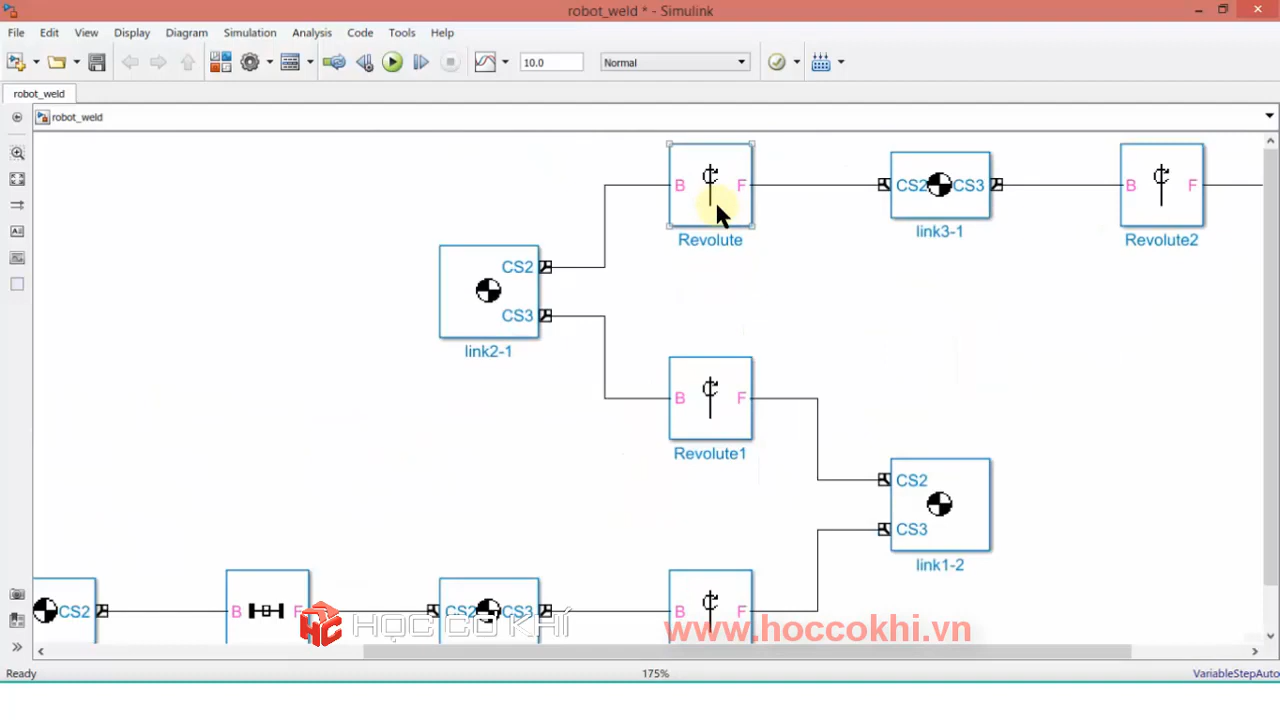 robot_weld * - Simulink
File Edit View Display Diagram Simulation Analysis Code Tools Help
10.0 Normal
robot_weld
robot_weld
B F
Revolute
CS2 CS3
link3-1
B F
Revolute2
CS2
CS3
link2-1
B F
Revolute1
CS2
CS3
link1-2
CS2
B F
CS2 CS3
B F
HỌC CƠ KHÍ
www.hoccokhi.vn
Ready 175% VariableStepAuto